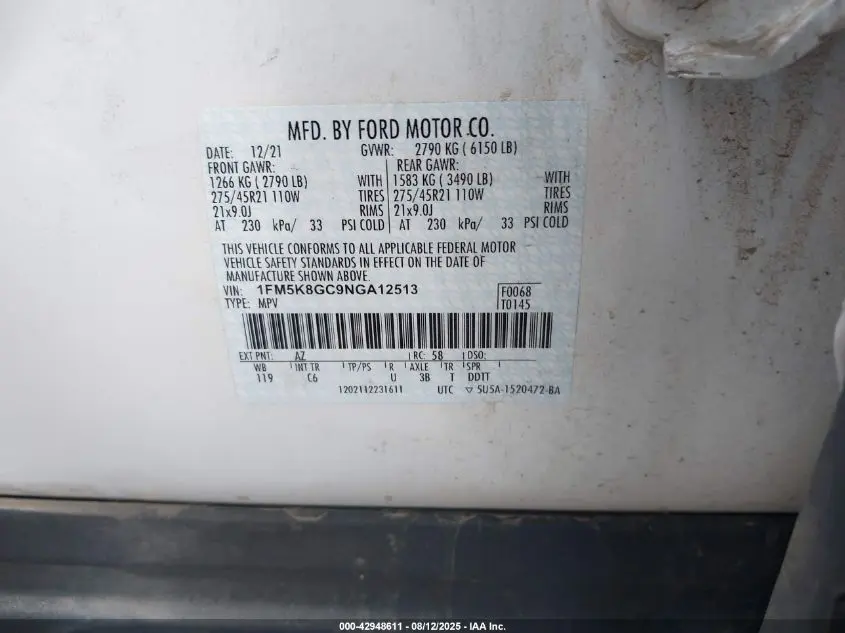 MFD. BY FORD MOTOR CO.
DATE: 12/21 GVWR: 2790 KG ( 6150 LB)
FRONT GAWR: REAR GAWR:
1266 KG ( 2790 LB) WITH 1583 KG ( 3490 LB) WITH
275/45R21 110W TIRES 275/45R21 110W TIRES
21x9.0J RIMS 21x9.0J RIMS
AT 230 kPa/ 33 PSI COLD AT 230 kPa/ 33 PSI COLD
THIS VEHICLE CONFORMS TO ALL APPLICABLE FEDERAL MOTOR
VEHICLE SAFETY STANDARDS IN EFFECT ON THE DATE OF
MANUFACTURE SHOWN ABOVE.
VIN: 1FM5K8GC9NGA12513 F0068
TYPE: MPV T0145
EXT PNT: AZ RC: 58 DSO:
WB INT TR TP/PS R AXLE TR SPR
119 C6 U 3B T DDTT
1202112231611 UTC ▽ 5U5A-1520472-BA
000-42948611 - 08/12/2025 - IAA Inc.